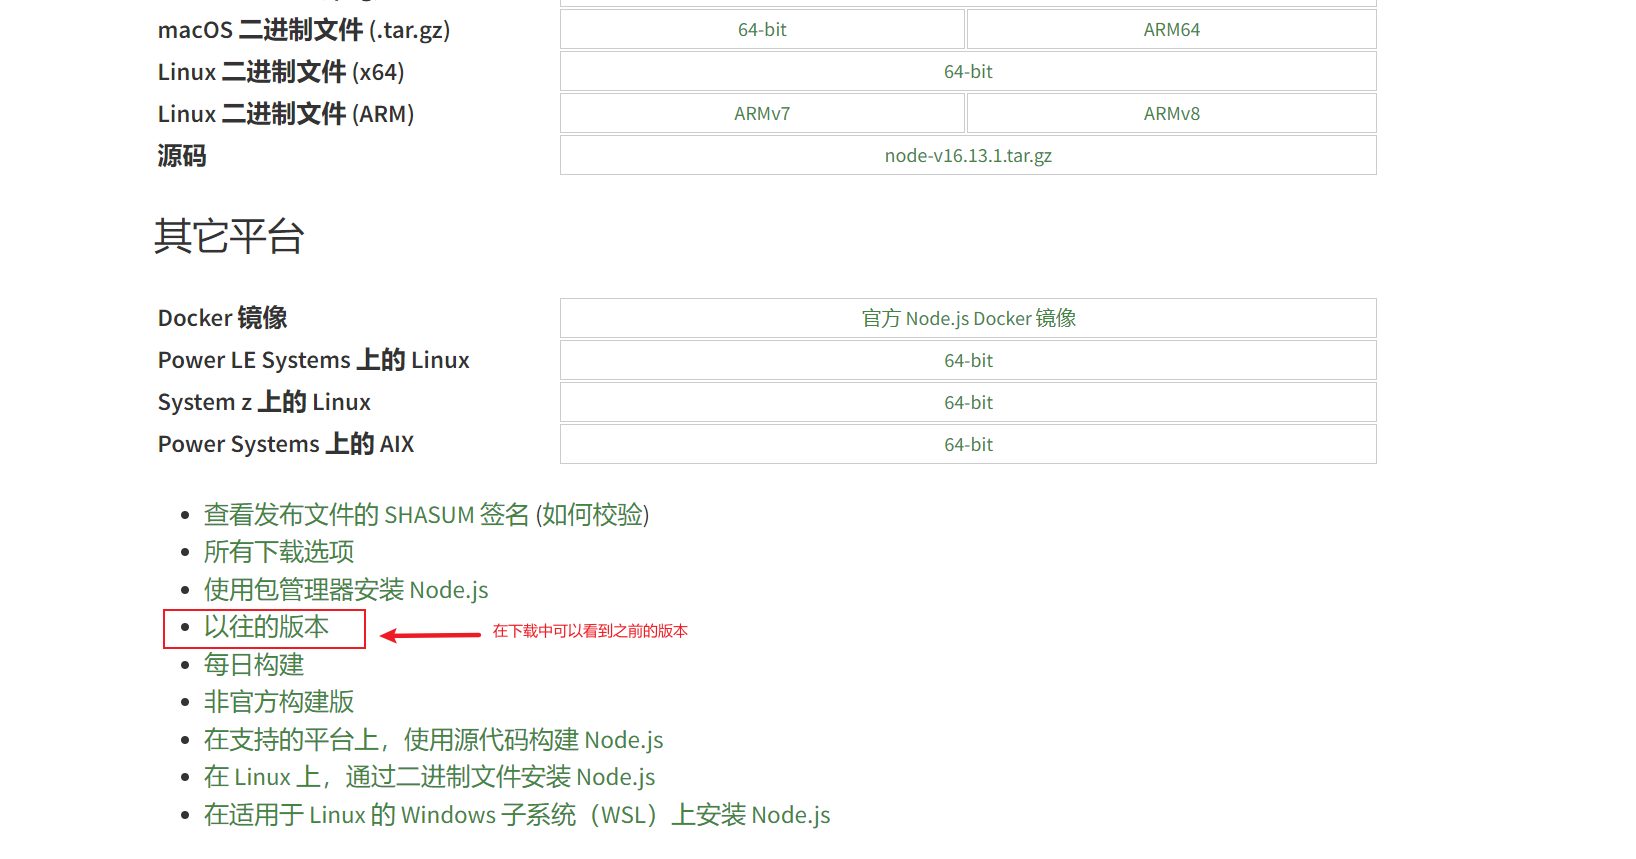 macOS 二进制文件 (.tar.gz) 64-bit ARM64
Linux 二进制文件 (x64) 64-bit
Linux 二进制文件 (ARM) ARMv7 ARMv8
源码 node-v16.13.1.tar.gz
其它平台
Docker 镜像 官方 Node.js Docker 镜像
Power LE Systems 上的 Linux 64-bit
System z 上的 Linux 64-bit
Power Systems 上的 AIX 64-bit
查看发布文件的 SHASUM 签名 (如何校验)
所有下载选项
使用包管理器安装 Node.js
以往的版本 在下载中可以看到之前的版本
每日构建
非官方构建版
在支持的平台上，使用源代码构建 Node.js
在 Linux 上，通过二进制文件安装 Node.js
在适用于 Linux 的 Windows 子系统（WSL）上安装 Node.js